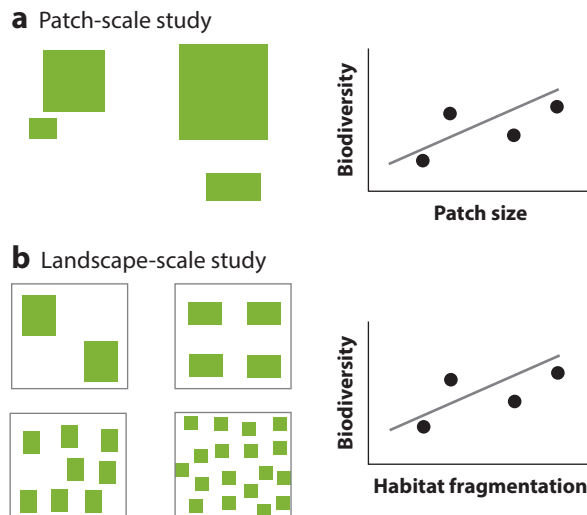 a Patch-scale study
Biodiversity
Patch size
b Landscape-scale study
Biodiversity
Habitat fragmentation